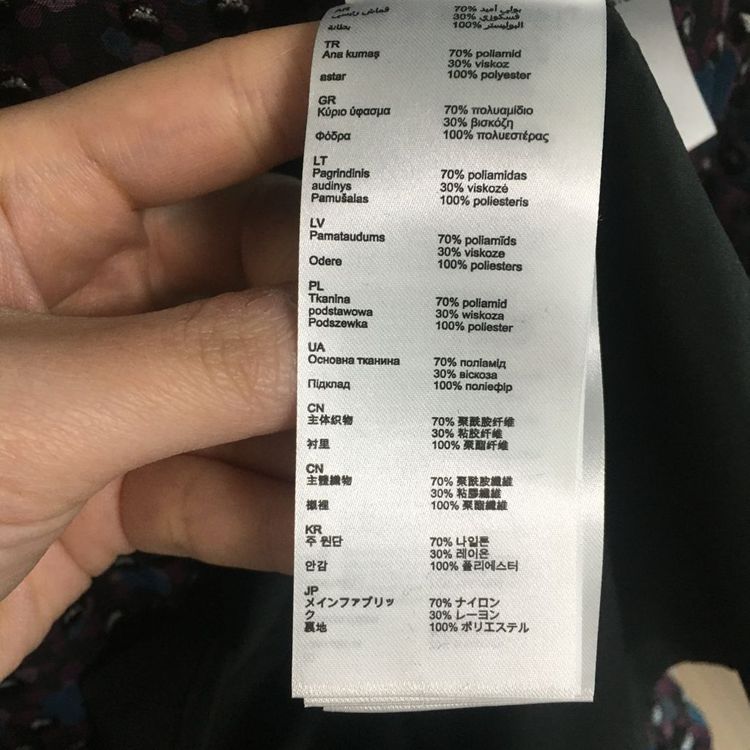 AR
قماش رئيسي 70% بولي أميد
30% فسكوزي
بطانة 100% البوليستر
TR
Ana kumaş 70% poliamid
30% viskoz
astar 100% polyester
GR
Κύριο ύφασμα 70% πολυαμίδιο
30% βισκόζη
Φόδρα 100% πολυεστέρας
LT
Pagrindinis 70% poliamidas
audinys 30% viskozė
Pamušalas 100% poliesteris
LV
Pamataudums 70% poliamīds
30% viskoze
Odere 100% poliesters
PL
Tkanina 70% poliamid
podstawowa 30% wiskoza
Podszewka 100% poliester
UA
Основна тканина 70% поліамід
30% віскоза
Підклад 100% поліефір
CN
主体织物 70% 聚酰胺纤维
30% 粘胶纤维
衬里 100% 聚酯纤维
CN
主體織物 70% 聚酰胺纖維
30% 粘膠纖維
襯裡 100% 聚酯纖維
KR
주 원단 70% 나일론
30% 레이온
안감 100% 폴리에스터
JP
メインファブリッ 70% ナイロン
ク 30% レーヨン
裏地 100% ポリエステル